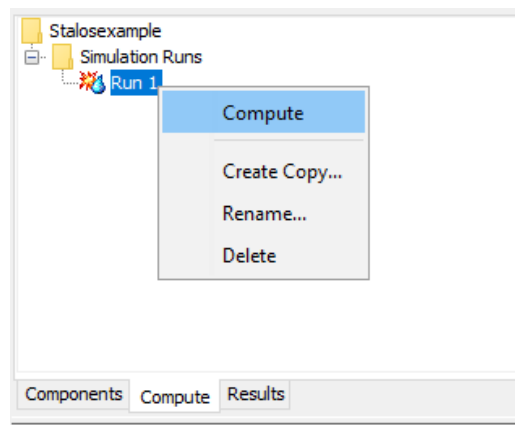 Stalosexample
Simulation Runs
Run 1
Compute
Create Copy...
Rename...
Delete
Components Compute Results